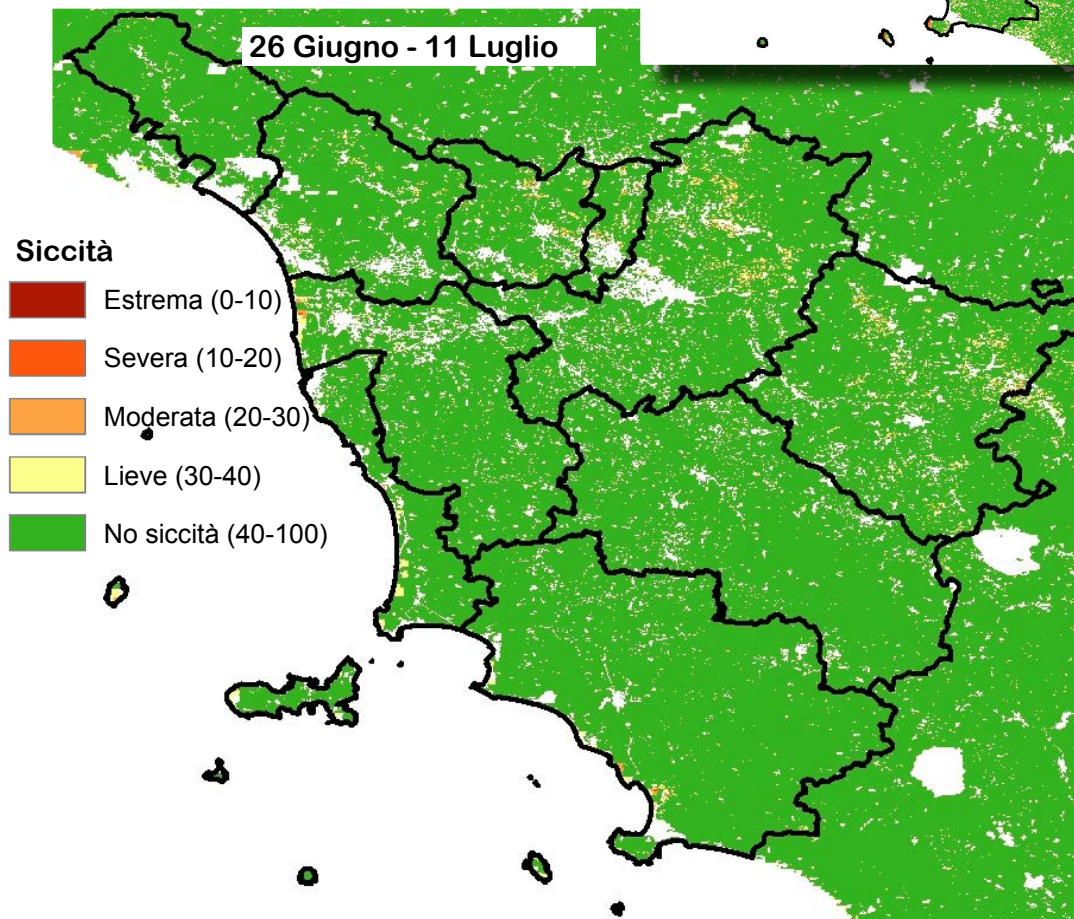 26 Giugno - 11 Luglio
Siccità
Estrema (0-10)
Severa (10-20)
Moderata (20-30)
Lieve (30-40)
No siccità (40-100)